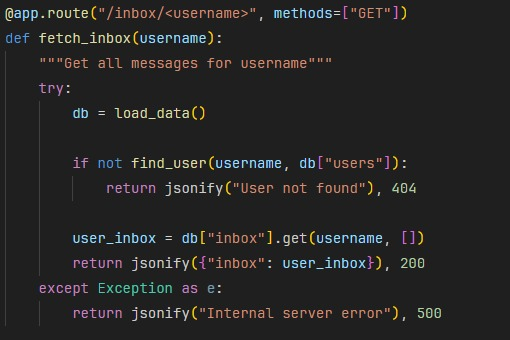 @app.route("/inbox/<username>", methods=["GET"])
def fetch_inbox(username):
    """Get all messages for username"""
    try:
        db = load_data()

        if not find_user(username, db["users"]):
            return jsonify("User not found"), 404

        user_inbox = db["inbox"].get(username, [])
        return jsonify({"inbox": user_inbox}), 200
    except Exception as e:
        return jsonify("Internal server error"), 500